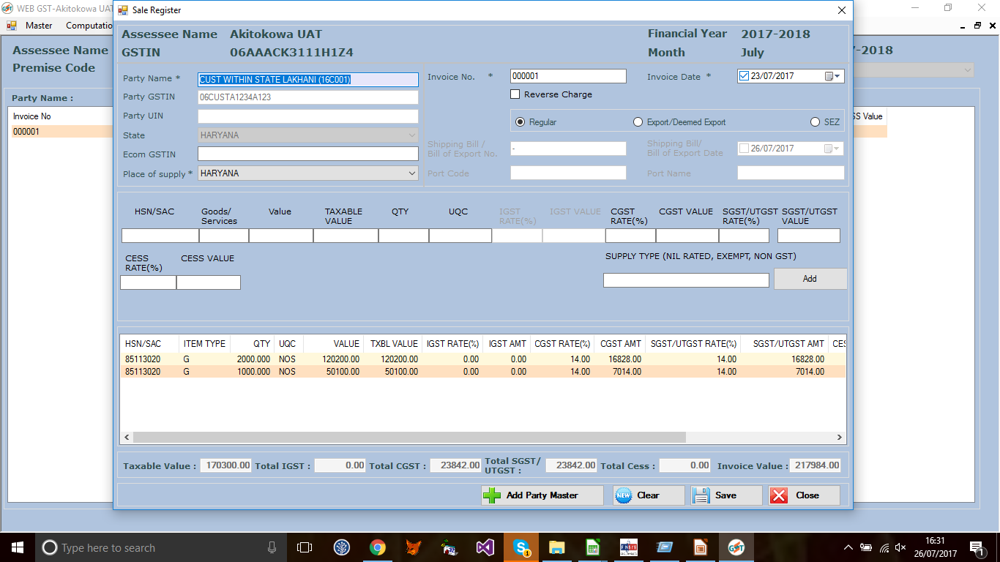 WEB GST-Akitokowa UAT
Sale Register
Master Computatio
Assessee Name
Premise Code
7-2018
Party Name :
Invoice No
000001
SS Value
Assessee Name Akitokowa UAT Financial Year 2017-2018
GSTIN 06AAACK3111H1Z4 Month July
Party Name * CUST WITHIN STATE LAKHANI (16C001) Invoice No. * 000001 Invoice Date * 23/07/2017
Party GSTIN 06CUSTA1234A123 Reverse Charge
Party UIN Regular Export/Deemed Export SEZ
State HARYANA
Shipping Bill / Bill of Export No. - Shipping Bill/ Bill of Export Date 26/07/2017
Ecom GSTIN
Place of supply * HARYANA Port Code Port Name
HSN/SAC Goods/ Services Value TAXABLE VALUE QTY UQC IGST RATE(%) IGST VALUE CGST RATE(%) CGST VALUE SGST/UTGST RATE(%) SGST/UTGST VALUE
CESS RATE(%) CESS VALUE SUPPLY TYPE (NIL RATED, EXEMPT, NON GST)
Add
HSN/SAC ITEM TYPE QTY UQC VALUE TXBL VALUE IGST RATE(%) IGST AMT CGST RATE(%) CGST AMT SGST/UTGST RATE(%) SGST/UTGST AMT CES
85113020 G 2000.000 NOS 120200.00 120200.00 0.00 0.00 14.00 16828.00 14.00 16828.00
85113020 G 1000.000 NOS 50100.00 50100.00 0.00 0.00 14.00 7014.00 14.00 7014.00
Taxable Value : 170300.00 Total IGST : 0.00 Total CGST : 23842.00 Total SGST/ UTGST : 23842.00 Total Cess : 0.00 Invoice Value : 217984.00
Add Party Master NEW Clear Save Close
Type here to search
16:31
26/07/2017